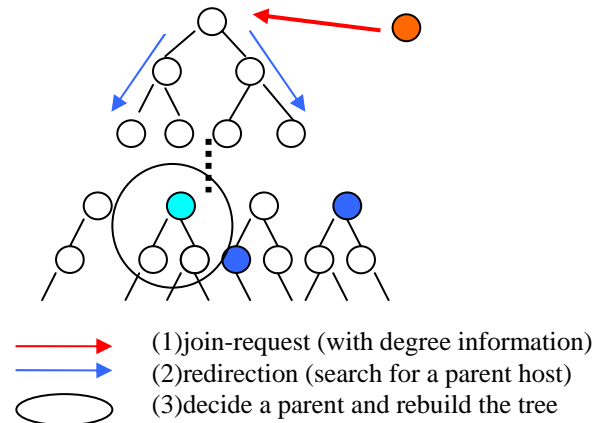 (1)join-request (with degree information)
(2)redirection (search for a parent host)
(3)decide a parent and rebuild the tree